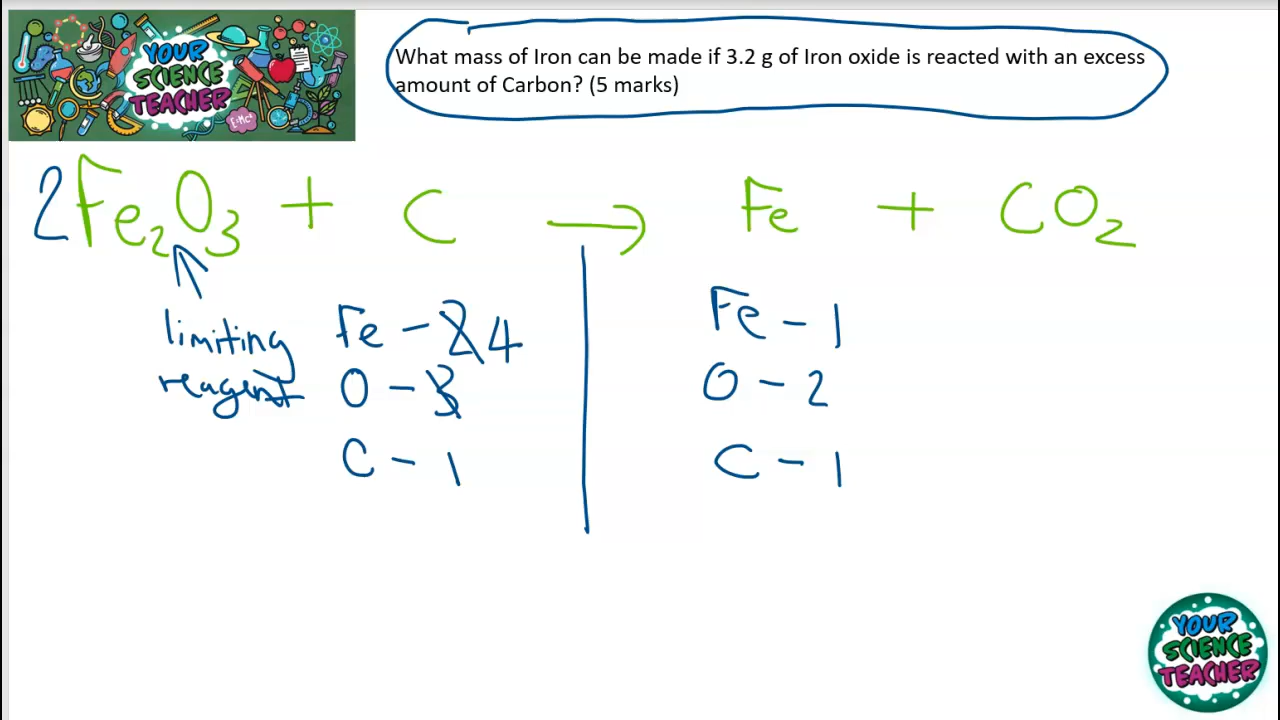 YOUR
SCIENCE
TEACHER
E=MC²
What mass of Iron can be made if 3.2 g of Iron oxide is reacted with an excess
amount of Carbon? (5 marks)
2Fe₂O₃ + C → Fe + CO₂
limiting
reagent
Fe - 2 4
O - 3
C - 1
Fe - 1
O - 2
C - 1
YOUR
SCIENCE
TEACHER